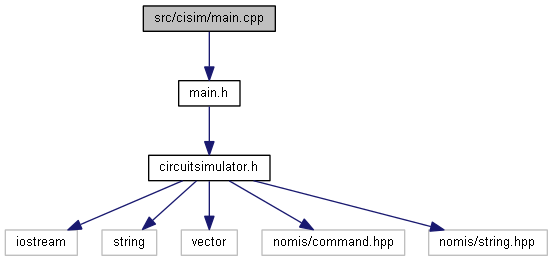 src/cisim/main.cpp
main.h
circuitsimulator.h
iostream
string
vector
nomis/command.hpp
nomis/string.hpp